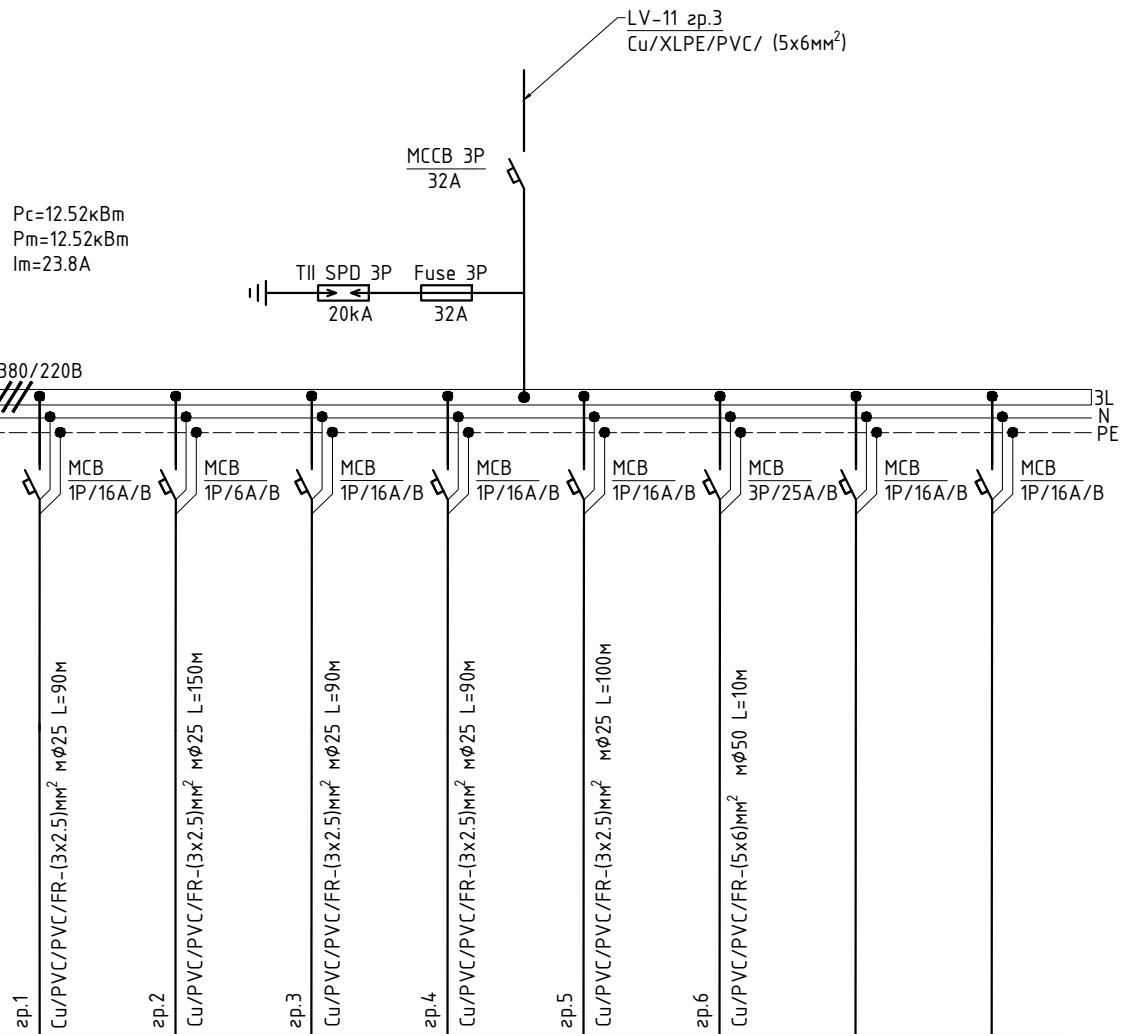 LV-11 гр.3
Cu/XLPE/PVC/ (5х6мм²)
MCCB 3P
32A
Pc=12.52кВт
Pm=12.52кВт
Im=23.8A
TII SPD 3P
20kA
Fuse 3P
32A
380/220В
3L
N
PE
MCB
1P/16A/B
MCB
1P/6A/B
MCB
1P/16A/B
MCB
1P/16A/B
MCB
1P/16A/B
MCB
3P/25A/B
MCB
1P/16A/B
MCB
1P/16A/B
гр.1
Cu/PVC/PVC/FR-(3x2.5)мм² мф25 L=90м
гр.2
Cu/PVC/PVC/FR-(3x2.5)мм² мф25 L=150м
гр.3
Cu/PVC/PVC/FR-(3x2.5)мм² мф25 L=90м
гр.4
Cu/PVC/PVC/FR-(3x2.5)мм² мф25 L=90м
гр.5
Cu/PVC/PVC/FR-(3x2.5)мм² мф25 L=100м
гр.6
Cu/PVC/PVC/FR-(5x6)мм² мф50 L=10м